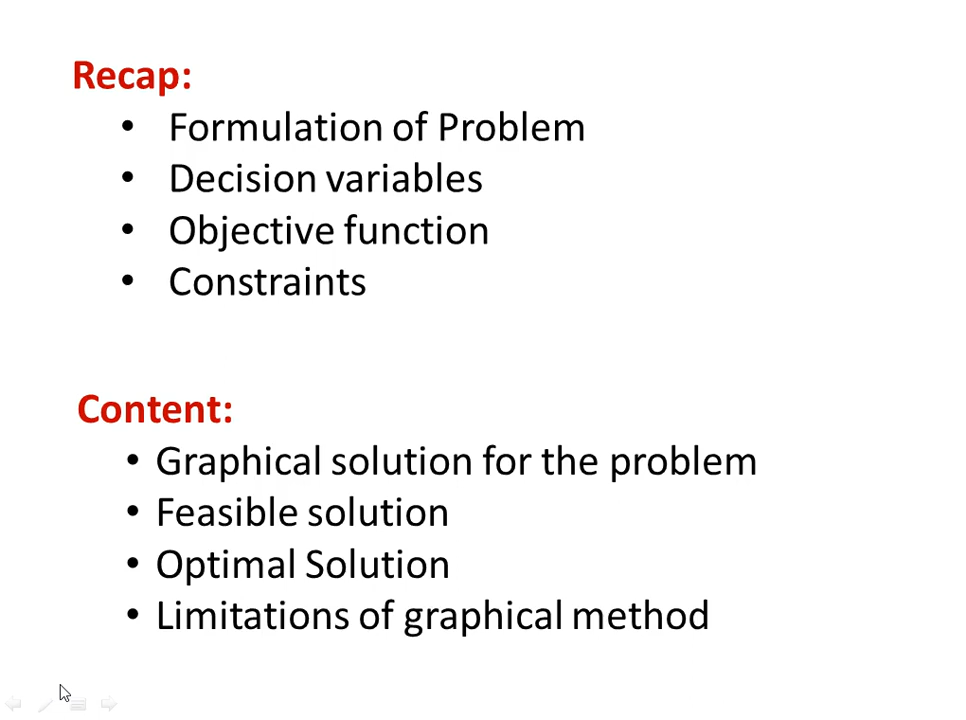 Recap:
• Formulation of Problem
• Decision variables
• Objective function
• Constraints
Content:
• Graphical solution for the problem
• Feasible solution
• Optimal Solution
• Limitations of graphical method